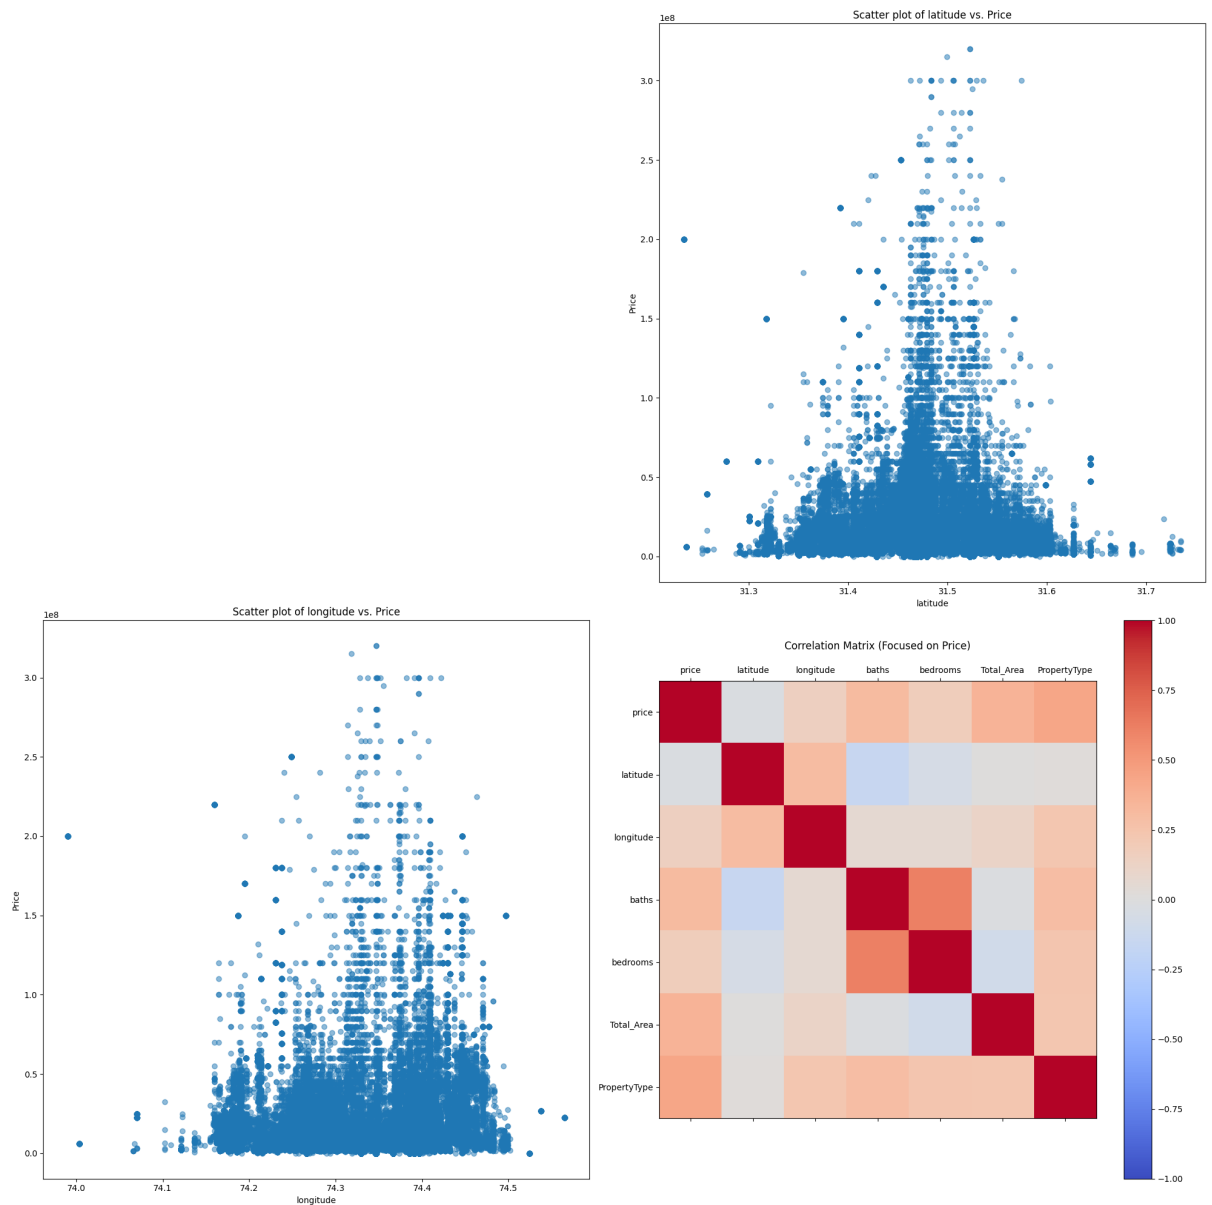 Scatter plot of latitude vs. Price
1e8
3.0
2.5
2.0
1.5
1.0
0.5
0.0
Price
31.3 31.4 31.5 31.6 31.7
latitude
Scatter plot of longitude vs. Price
1e8
3.0
2.5
2.0
1.5
1.0
0.5
0.0
Price
74.0 74.1 74.2 74.3 74.4 74.5
longitude
Correlation Matrix (Focused on Price)
price latitude longitude baths bedrooms Total_Area PropertyType
price
latitude
longitude
baths
bedrooms
Total_Area
PropertyType
1.00
0.75
0.50
0.25
0.00
−0.25
−0.50
−0.75
−1.00